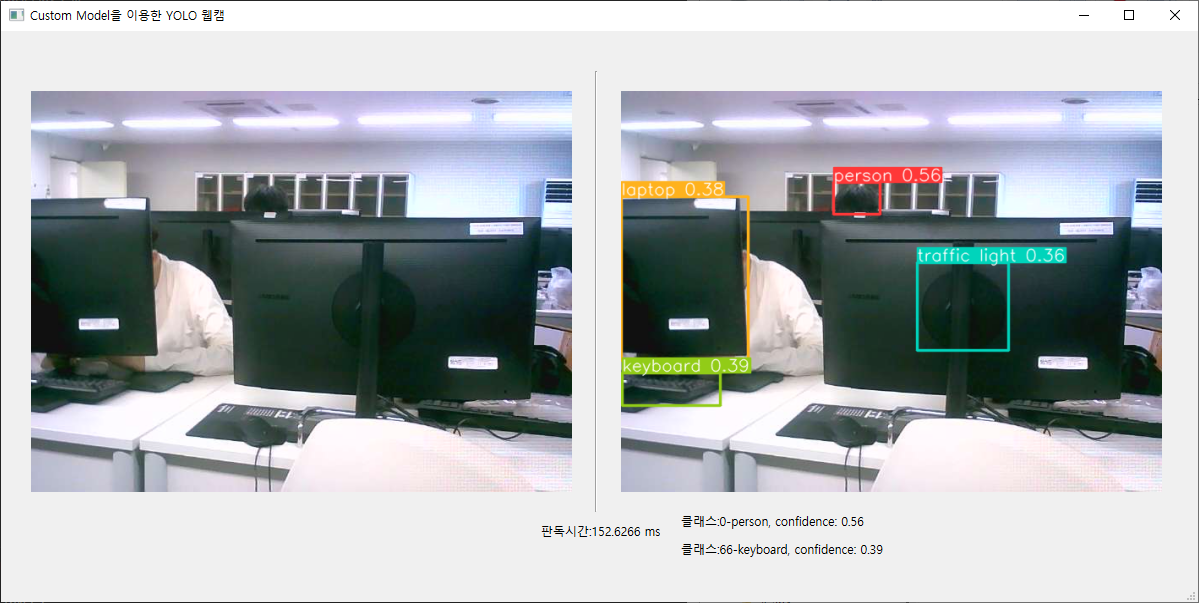 Custom Model을 이용한 YOLO 웹캠
person 0.56
laptop 0.38
traffic light 0.36
keyboard 0.39
판독시간:152.6266 ms
클래스:0-person, confidence: 0.56
클래스:66-keyboard, confidence: 0.39